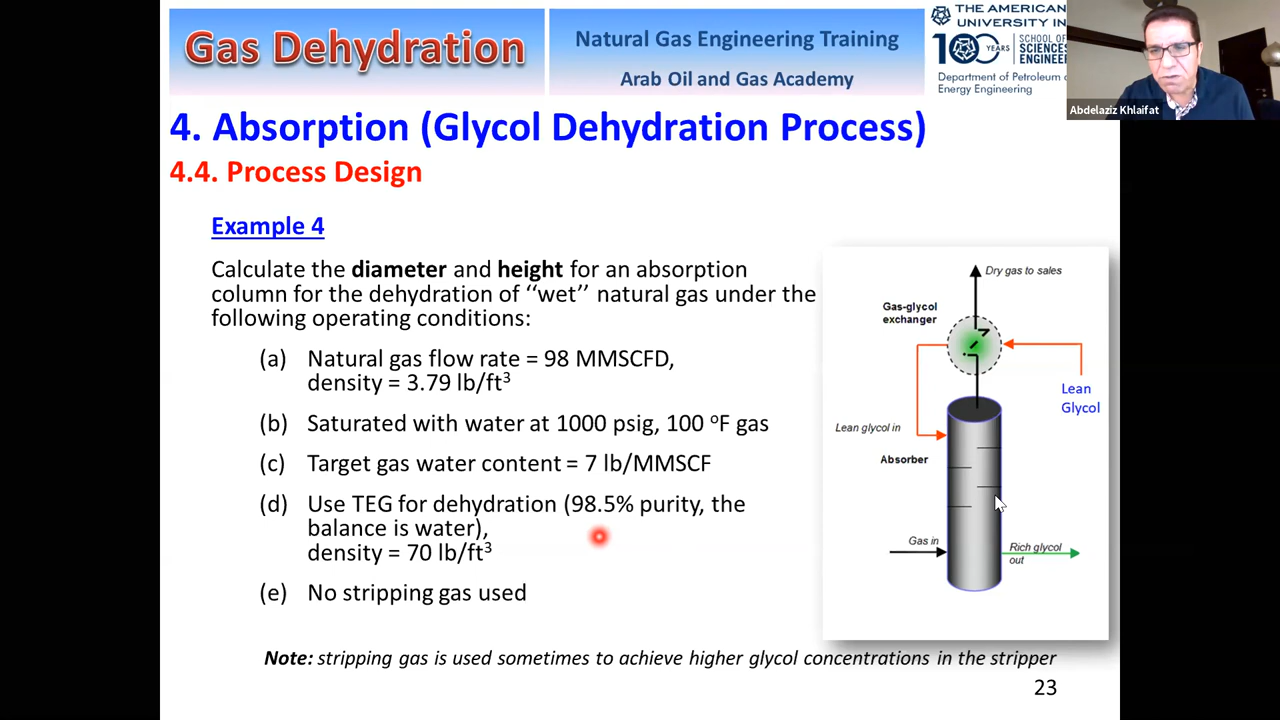 Gas Dehydration
Natural Gas Engineering Training
Arab Oil and Gas Academy
THE AMERICAN
UNIVERSITY IN
100 YEARS
SCHOOL OF
SCIENCES
ENGINEER
Department of Petroleum
Energy Engineering
Abdelaziz Khlaifat
4. Absorption (Glycol Dehydration Process)
4.4. Process Design
Example 4
Calculate the diameter and height for an absorption
column for the dehydration of ‘‘wet’’ natural gas under the
following operating conditions:
(a) Natural gas flow rate = 98 MMSCFD,
density = 3.79 lb/ft³
(b) Saturated with water at 1000 psig, 100 ᵒF gas
(c) Target gas water content = 7 lb/MMSCF
(d) Use TEG for dehydration (98.5% purity, the
balance is water),
density = 70 lb/ft³
(e) No stripping gas used
Dry gas to sales
Gas-glycol
exchanger
Lean
Glycol
Lean glycol in
Absorber
Gas in
Rich glycol
out
Note: stripping gas is used sometimes to achieve higher glycol concentrations in the stripper
23